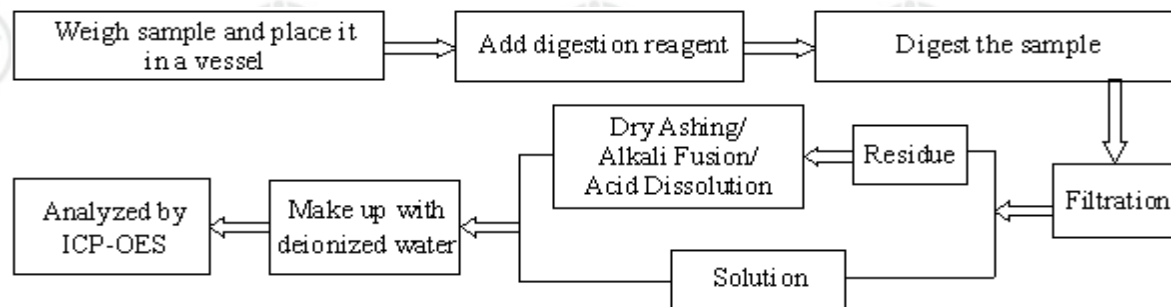 Weigh sample and place it
in a vessel
Add digestion reagent
Digest the sample
Filtration
Residue
Dry Ashing/
Alkali Fusion/
Acid Dissolution
Solution
Make up with
deionized water
Analyzed by
ICP-OES